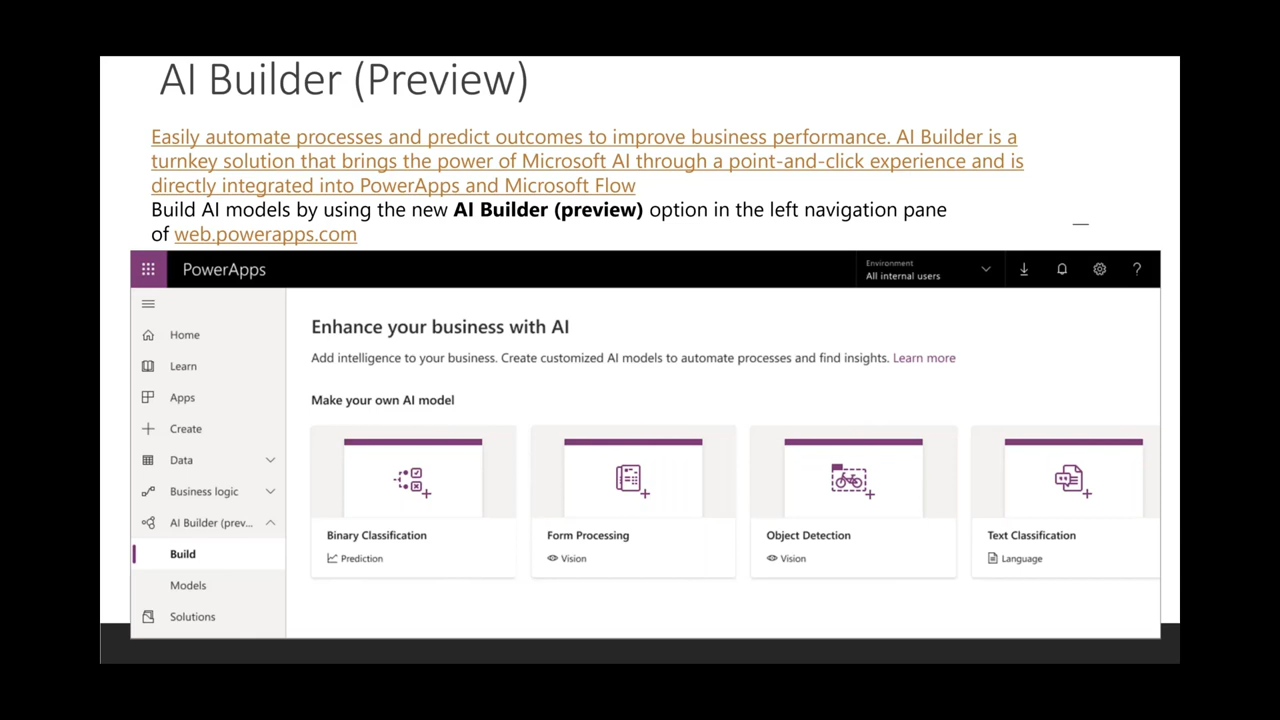 AI Builder (Preview)
Easily automate processes and predict outcomes to improve business performance. AI Builder is a
turnkey solution that brings the power of Microsoft AI through a point-and-click experience and is
directly integrated into PowerApps and Microsoft Flow
Build AI models by using the new AI Builder (preview) option in the left navigation pane
of web.powerapps.com
PowerApps
Environment
All internal users
?
Home
Learn
Apps
Create
Data
Business logic
AI Builder (prev...
Build
Models
Solutions
Enhance your business with AI
Add intelligence to your business. Create customized AI models to automate processes and find insights. Learn more
Make your own AI model
Binary Classification
Prediction
Form Processing
Vision
Object Detection
Vision
Text Classification
Language